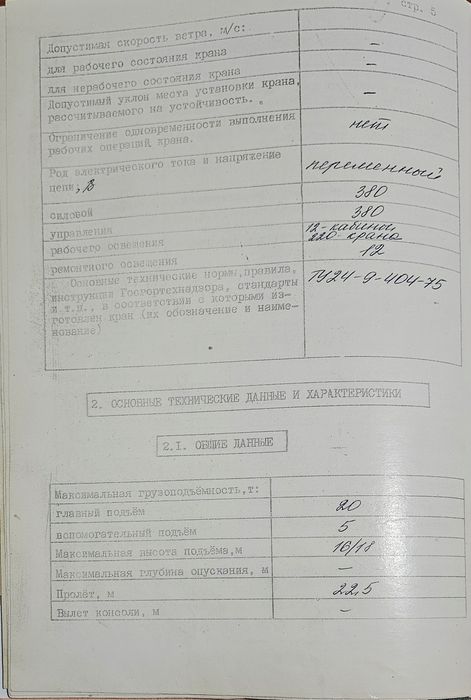 стр. 5
Допустимая скорость ветра, м/с:
для рабочего состояния крана –
для нерабочего состояния крана –
Допустимый уклон места установки крана,
рассчитываемого на устойчивость. –
Ограничение одновременности выполнения нет
рабочих операций крана.
Род электрического тока и напряжение переменный
цепи, В
силовой 380
управления 380
рабочего освещения 12-кабины
220-крана
ремонтного освещения 12
Основные технические нормы, правила, ТУ24-9-404-75
инструкции Госгортехнадзора, стандарты
и т.п., в соответствии с которыми из-
готовлен кран (их обозначение и наиме-
нование)
2. ОСНОВНЫЕ ТЕХНИЧЕСКИЕ ДАННЫЕ И ХАРАКТЕРИСТИКИ
2.I. ОБЩИЕ ДАННЫЕ
Максимальная грузоподъёмность,т:
главный подъём 20
вспомогательный подъём 5
Максимальная высота подъёма,м 16/18
Максимальная глубина опускания, м –
Пролёт, м 22,5
Вылет консоли, м –